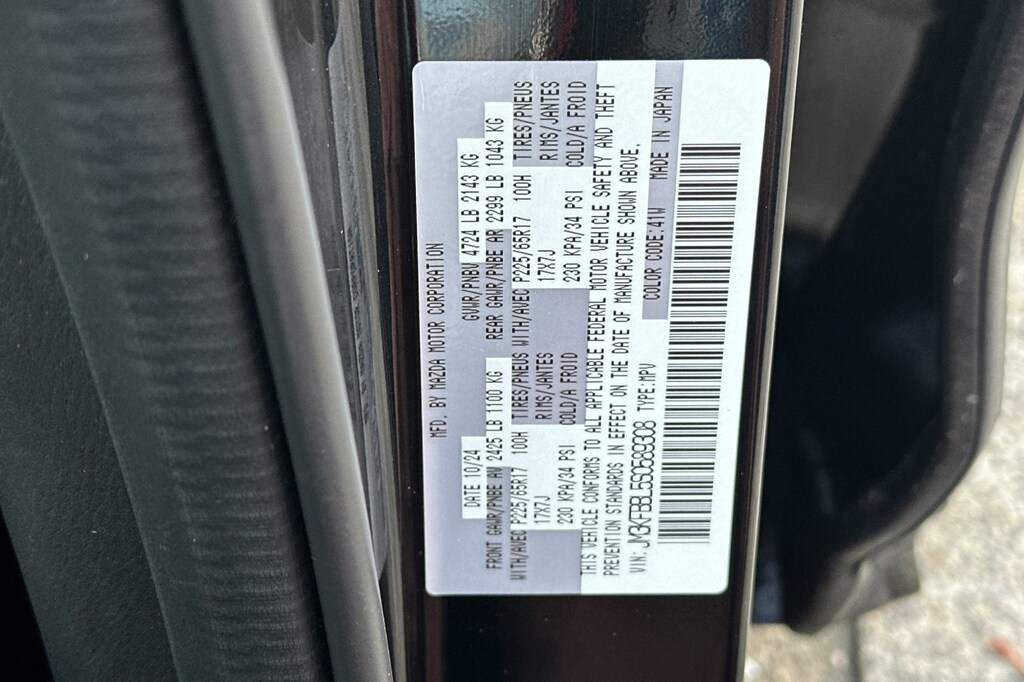 MFD. BY MAZDA MOTOR CORPORATION
DATE 10/24 GVWR/PNBV 4724 LB 2143 KG
FRONT GAWR/PNBE AV 2425 LB 1100 KG REAR GAWR/PNBE AR 2299 LB 1043 KG
WITH/AVEC P225/65R17 100H TIRES/PNEUS WITH/AVEC P225/65R17 100H TIRES/PNEUS
17X7J RIMS/JANTES 17X7J RIMS/JANTES
230 KPA/34 PSI COLD/A FROID 230 KPA/34 PSI COLD/A FROID
THIS VEHICLE CONFORMS TO ALL APPLICABLE FEDERAL MOTOR VEHICLE SAFETY AND THEFT
PREVENTION STANDARDS IN EFFECT ON THE DATE OF MANUFACTURE SHOWN ABOVE.
VIN: JM3KFBBL5S0589308 TYPE:MPV COLOR CODE:41W MADE IN JAPAN